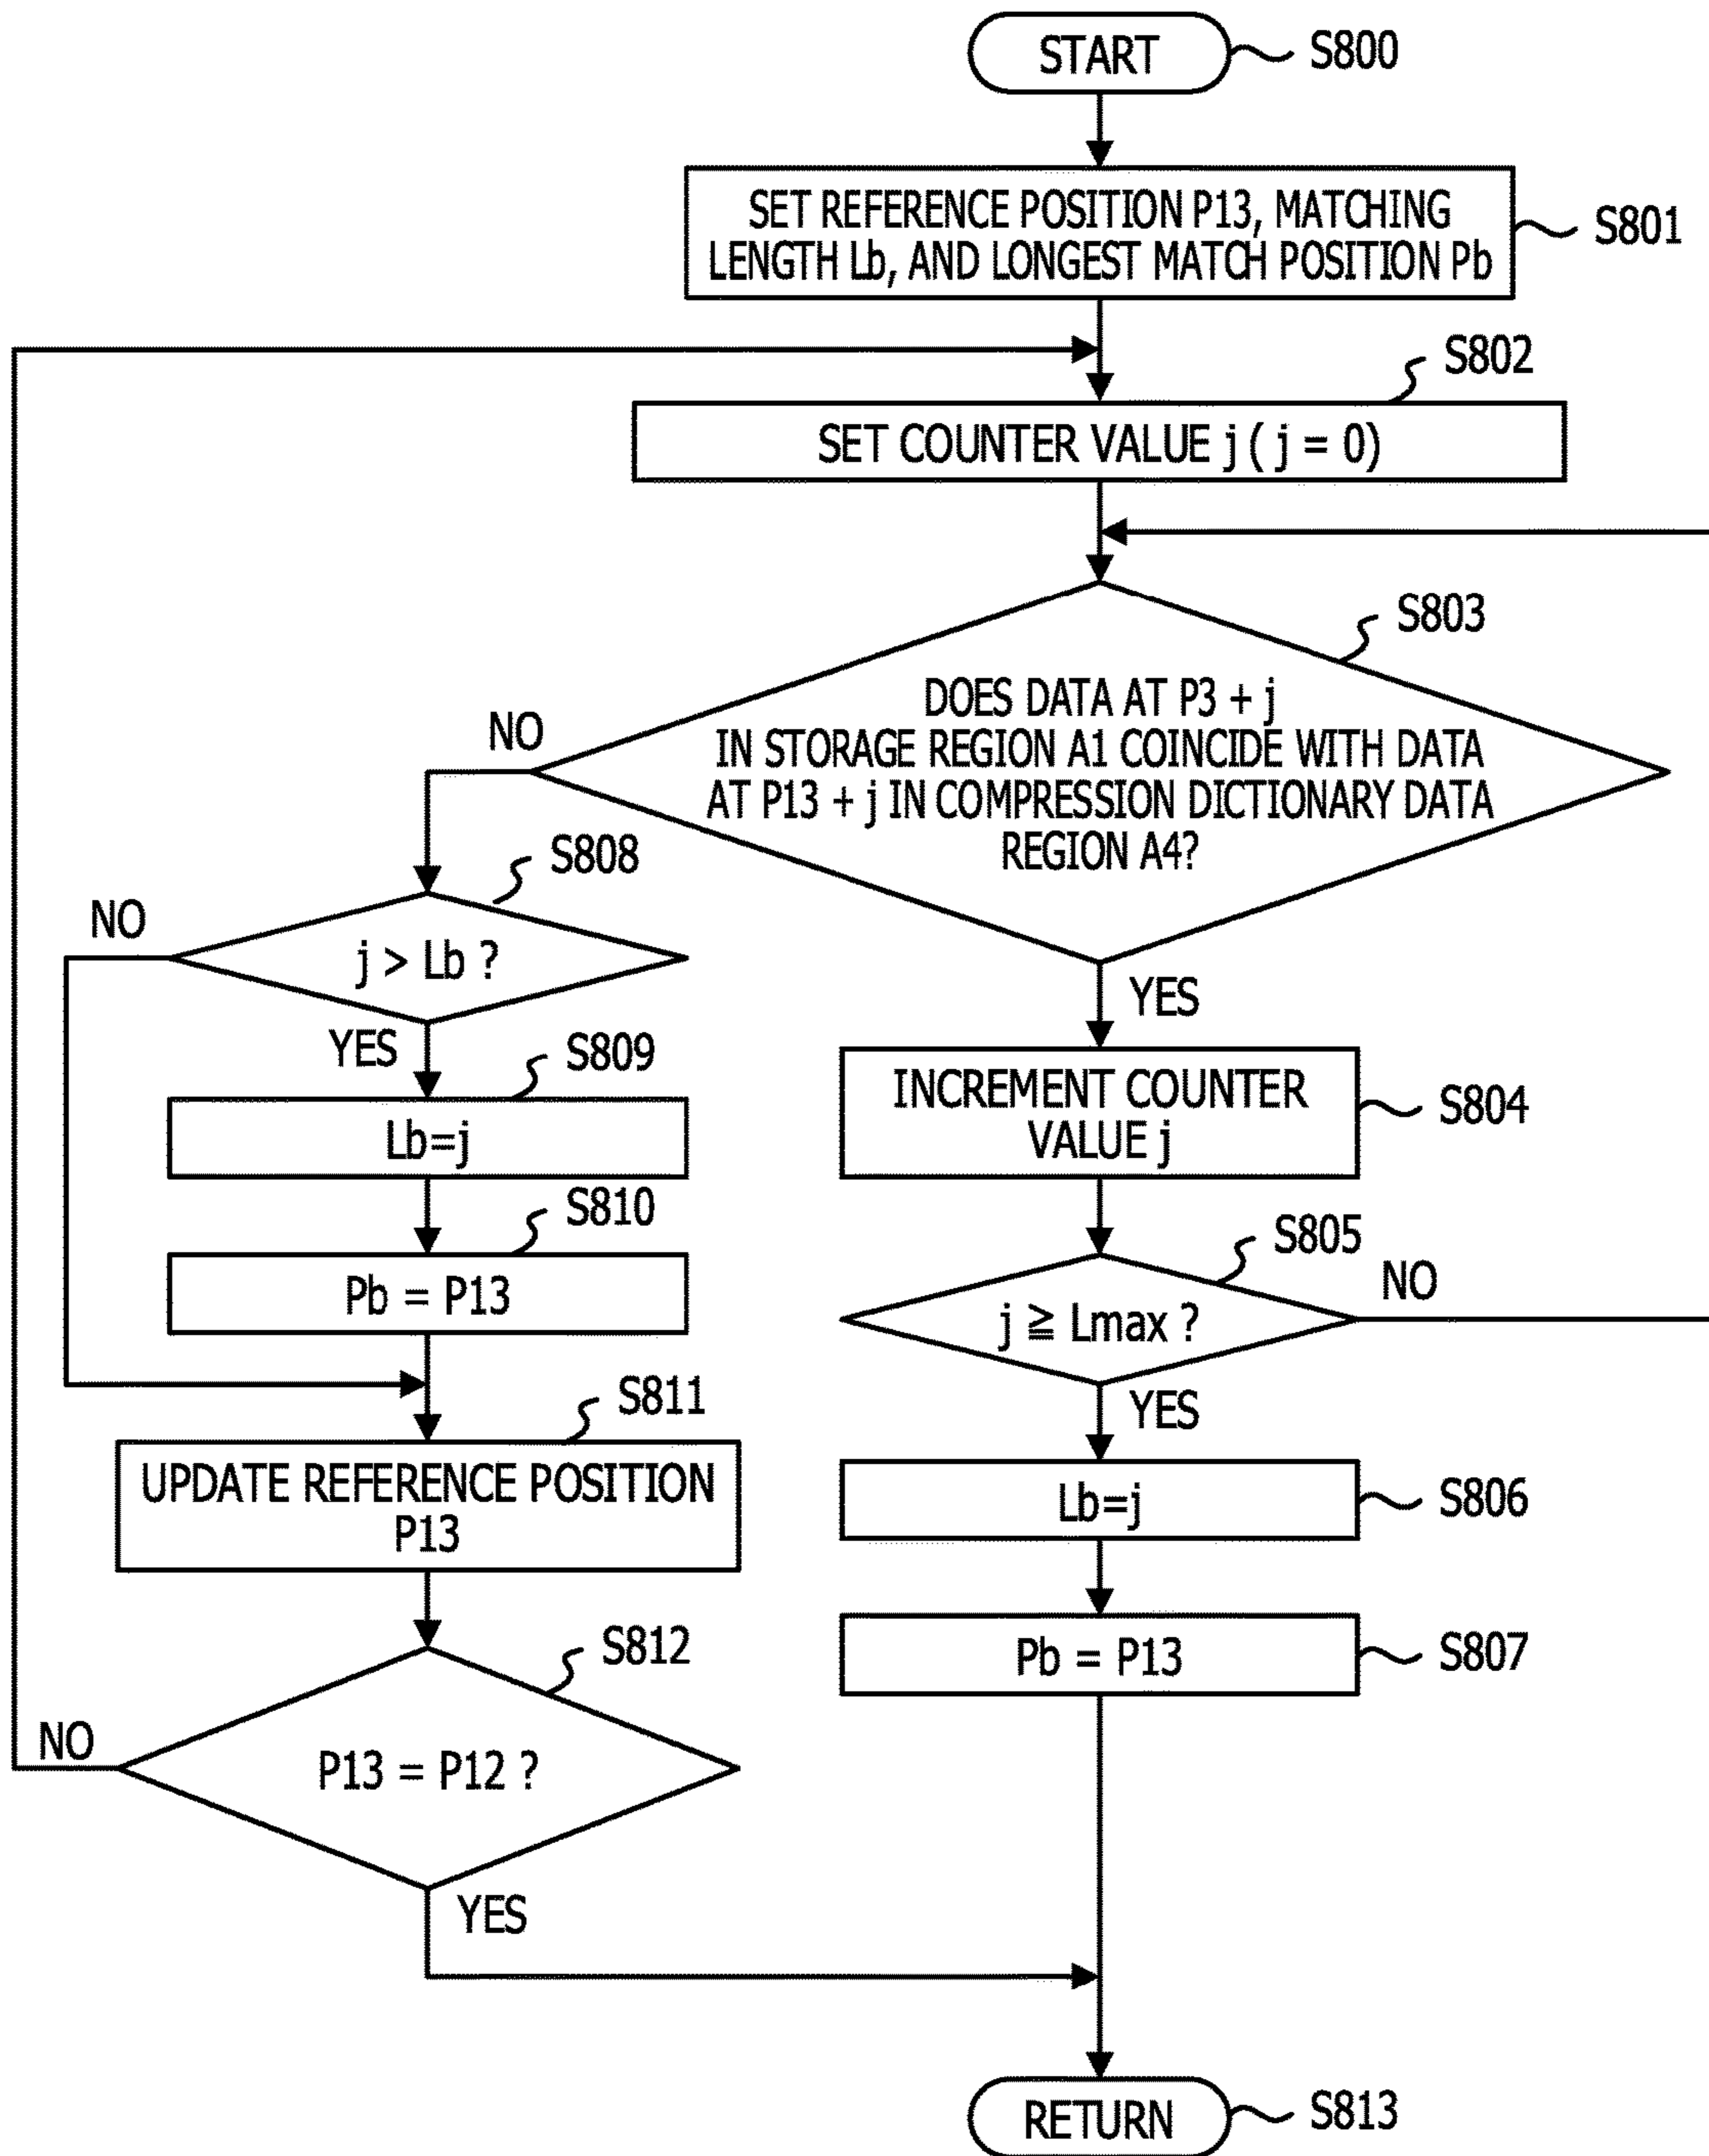 START
S800
SET REFERENCE POSITION P13, MATCHING
LENGTH Lb, AND LONGEST MATCH POSITION Pb
S801
S802
SET COUNTER VALUE j ( j = 0)
S803
DOES DATA AT P3 + j
IN STORAGE REGION A1 COINCIDE WITH DATA
AT P13 + j IN COMPRESSION DICTIONARY DATA
REGION A4?
NO
YES
S808
j > Lb ?
NO
YES
S809
Lb=j
S810
Pb = P13
S811
UPDATE REFERENCE POSITION
P13
S812
P13 = P12 ?
NO
YES
INCREMENT COUNTER
VALUE j
S804
S805
j ≧ Lmax ?
NO
YES
Lb=j
S806
Pb = P13
S807
RETURN
S813